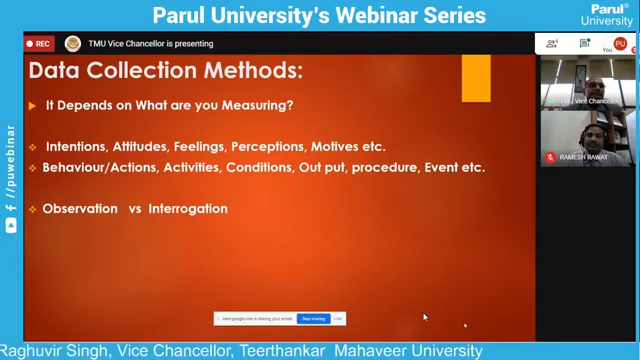 Parul University's Webinar Series
Parul®
University
REC
TMU Vice Chancellor is presenting
PU
You
Data Collection Methods:
It Depends on What are you Measuring?
Intentions, Attitudes, Feelings, Perceptions, Motives etc.
Behaviour/Actions, Activities, Conditions, Out put, procedure, Event etc.
Observation vs Interrogation
TMU Vice Chancellor
RAMESH RAWAT
/puwebinar
meet.google.com is sharing your screen.
Stop sharing
Hide
Raghuvir Singh, Vice Chancellor, Teerthankar Mahaveer University